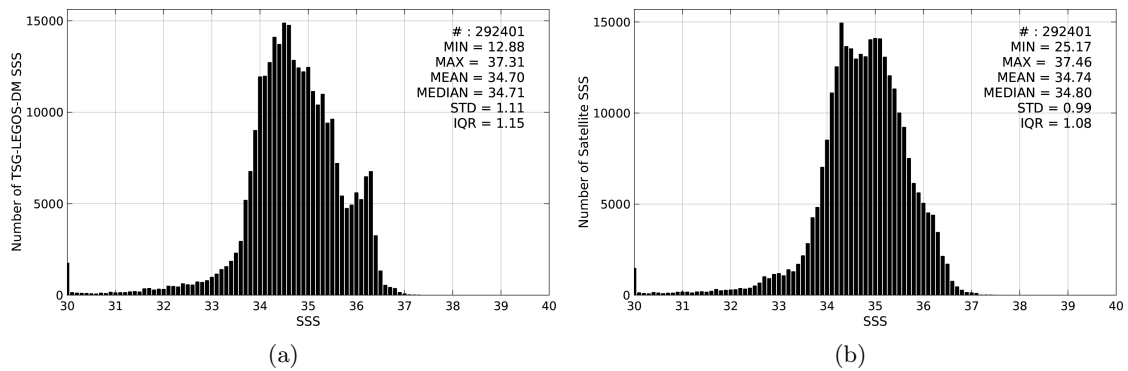 15000
10000
5000
0
Number of TSG-LEGOS-DM SSS
# : 292401
MIN = 12.88
MAX = 37.31
MEAN = 34.70
MEDIAN = 34.71
STD = 1.11
IQR = 1.15
30 31 32 33 34 35 36 37 38 39 40
SSS
(a)
15000
10000
5000
0
Number of Satellite SSS
# : 292401
MIN = 25.17
MAX = 37.46
MEAN = 34.74
MEDIAN = 34.80
STD = 0.99
IQR = 1.08
30 31 32 33 34 35 36 37 38 39 40
SSS
(b)